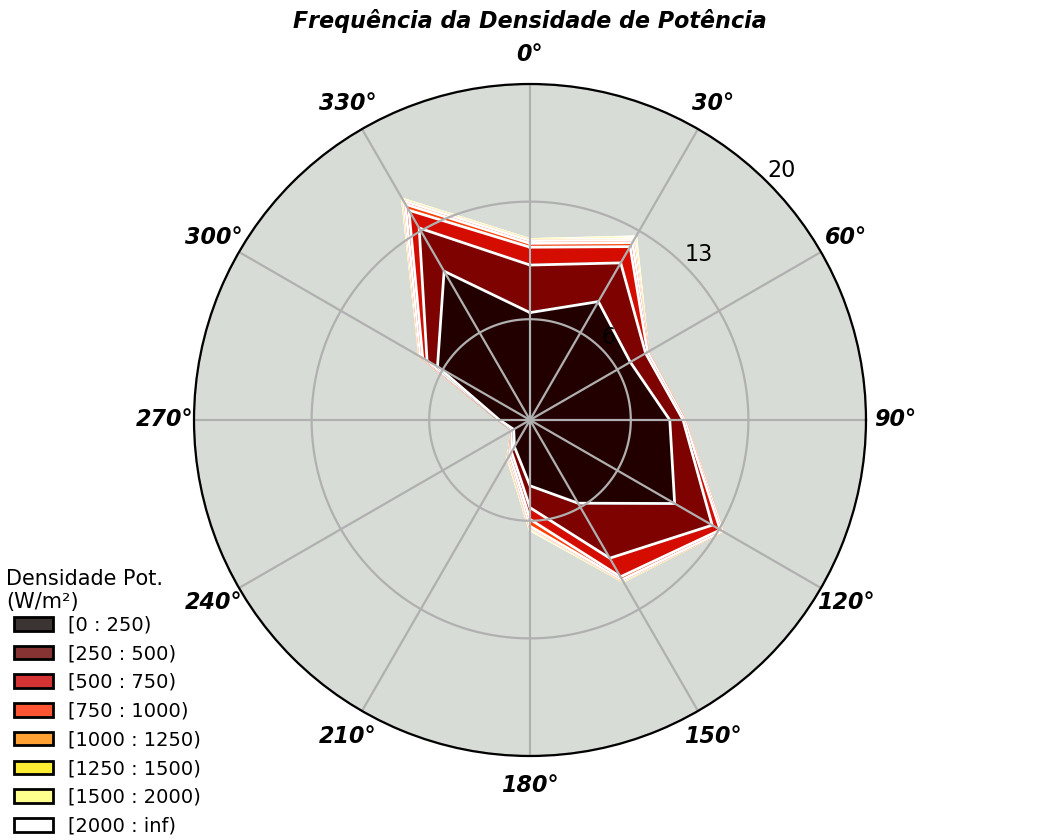 Frequência da Densidade de Potência
0°
330°
30°
20
300°
60°
13
6
270°
90°
Densidade Pot.
(W/m²)
240°
120°
[0 : 250)
[250 : 500)
[500 : 750)
[750 : 1000)
210°
150°
[1000 : 1250)
[1250 : 1500)
180°
[1500 : 2000)
[2000 : inf)